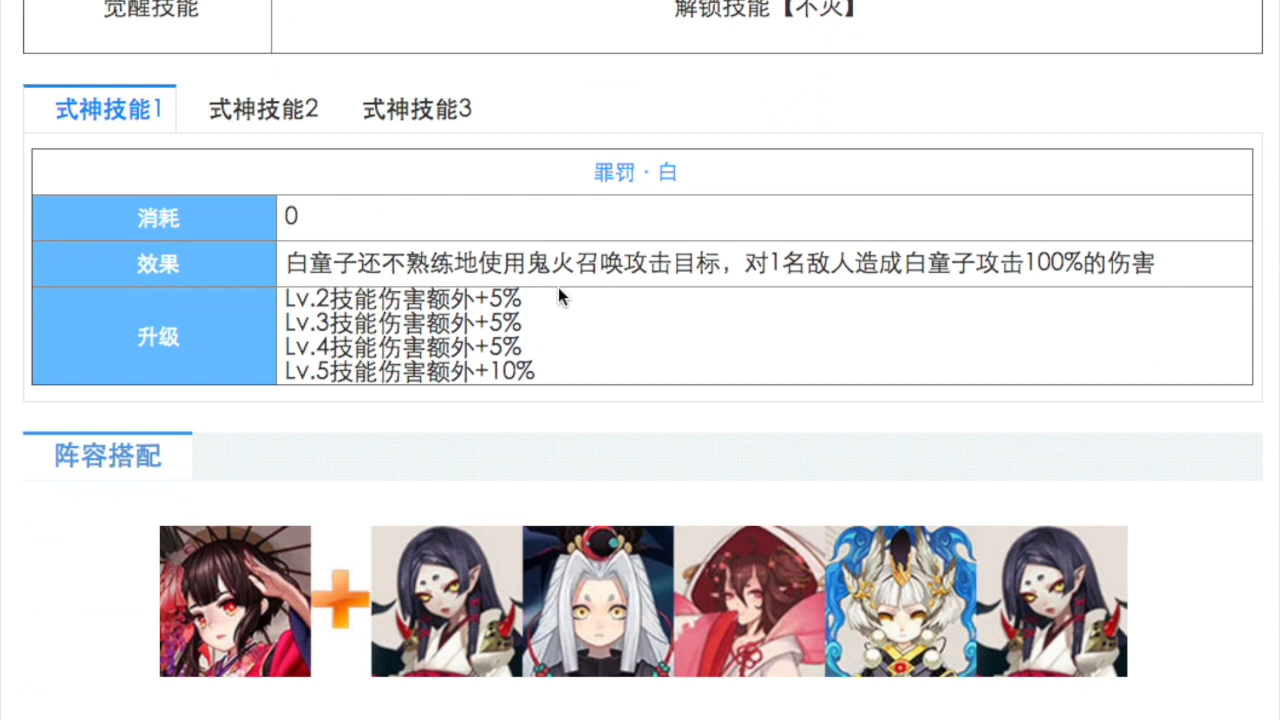 觉醒技能 解锁技能【不灭】
式神技能1 式神技能2 式神技能3
罪罚·白
消耗 0
效果 白童子还不熟练地使用鬼火召唤攻击目标，对1名敌人造成白童子攻击100%的伤害
升级
Lv.2技能伤害额外+5%
Lv.3技能伤害额外+5%
Lv.4技能伤害额外+5%
Lv.5技能伤害额外+10%
阵容搭配